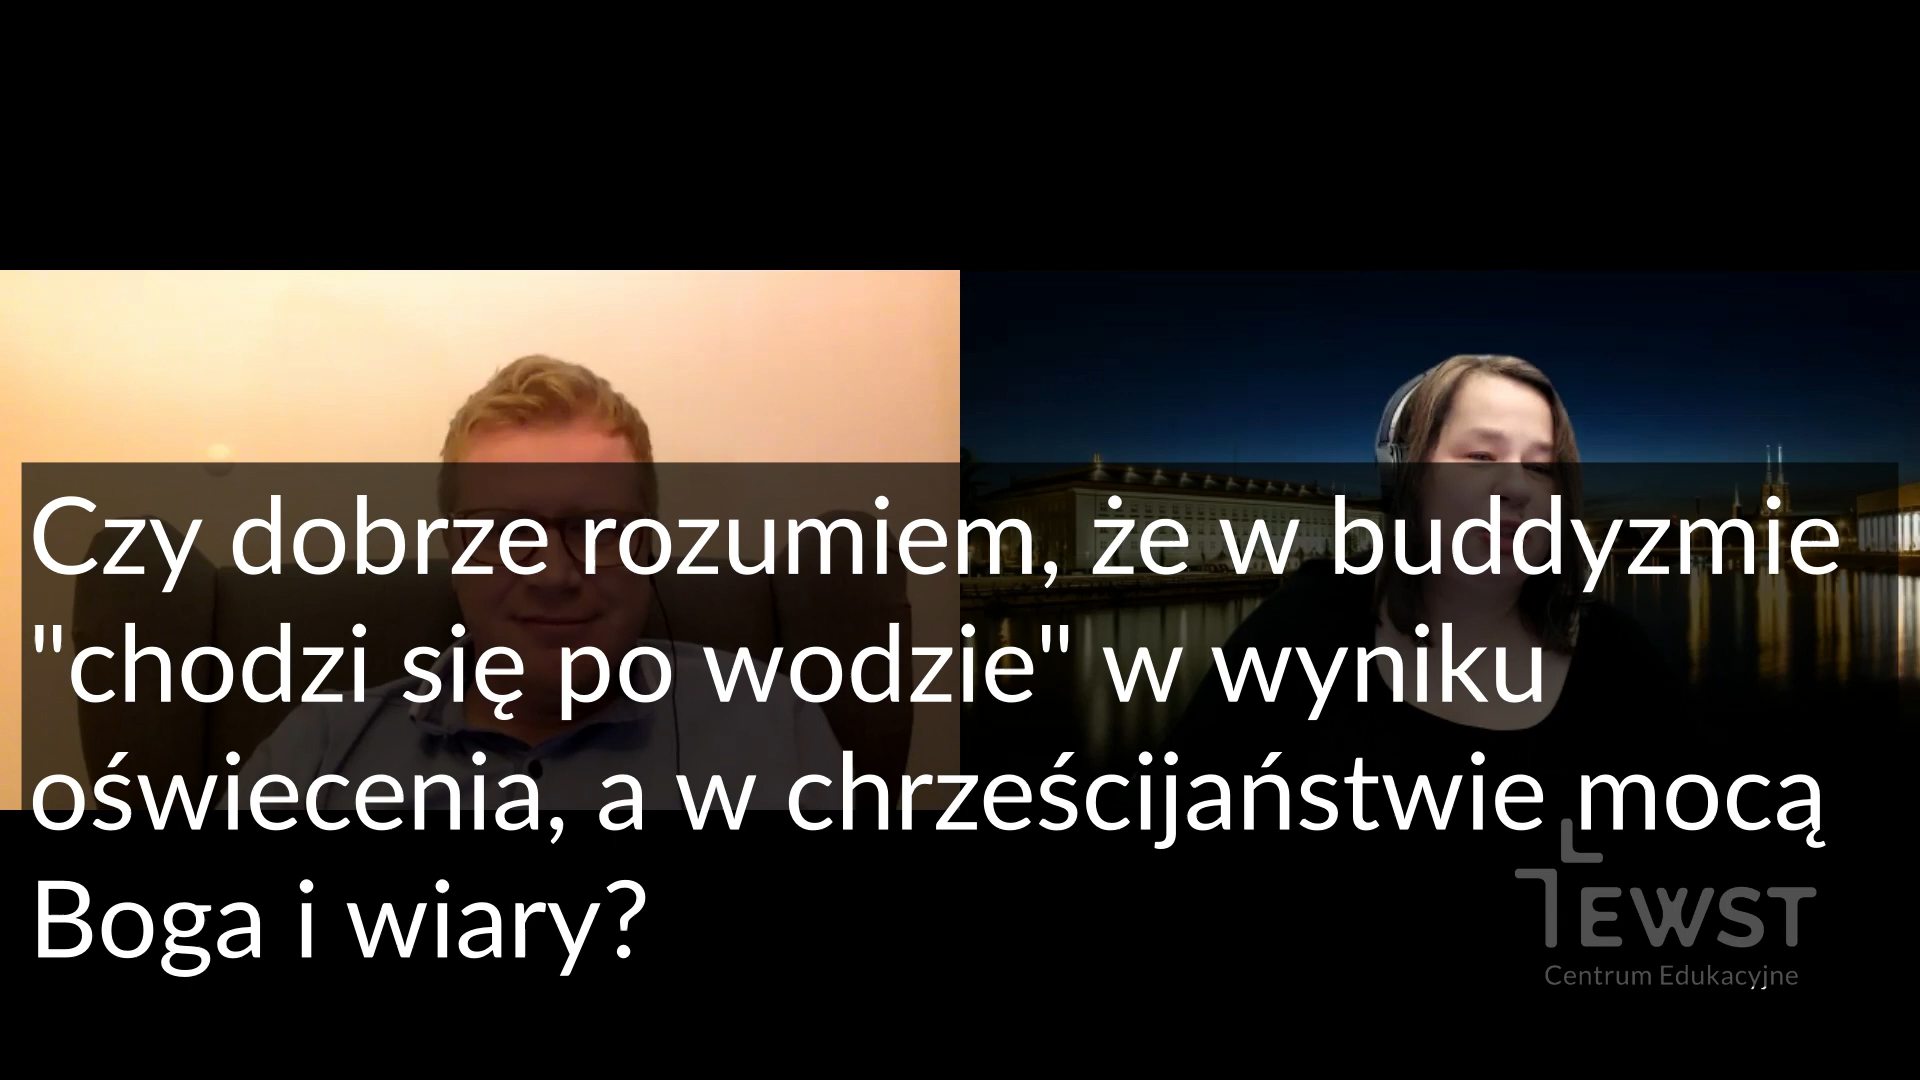 Czy dobrze rozumiem, że w buddyzmie
"chodzi się po wodzie" w wyniku
oświecenia, a w chrześcijaństwie mocą
Boga i wiary?
EWST
Centrum Edukacyjne